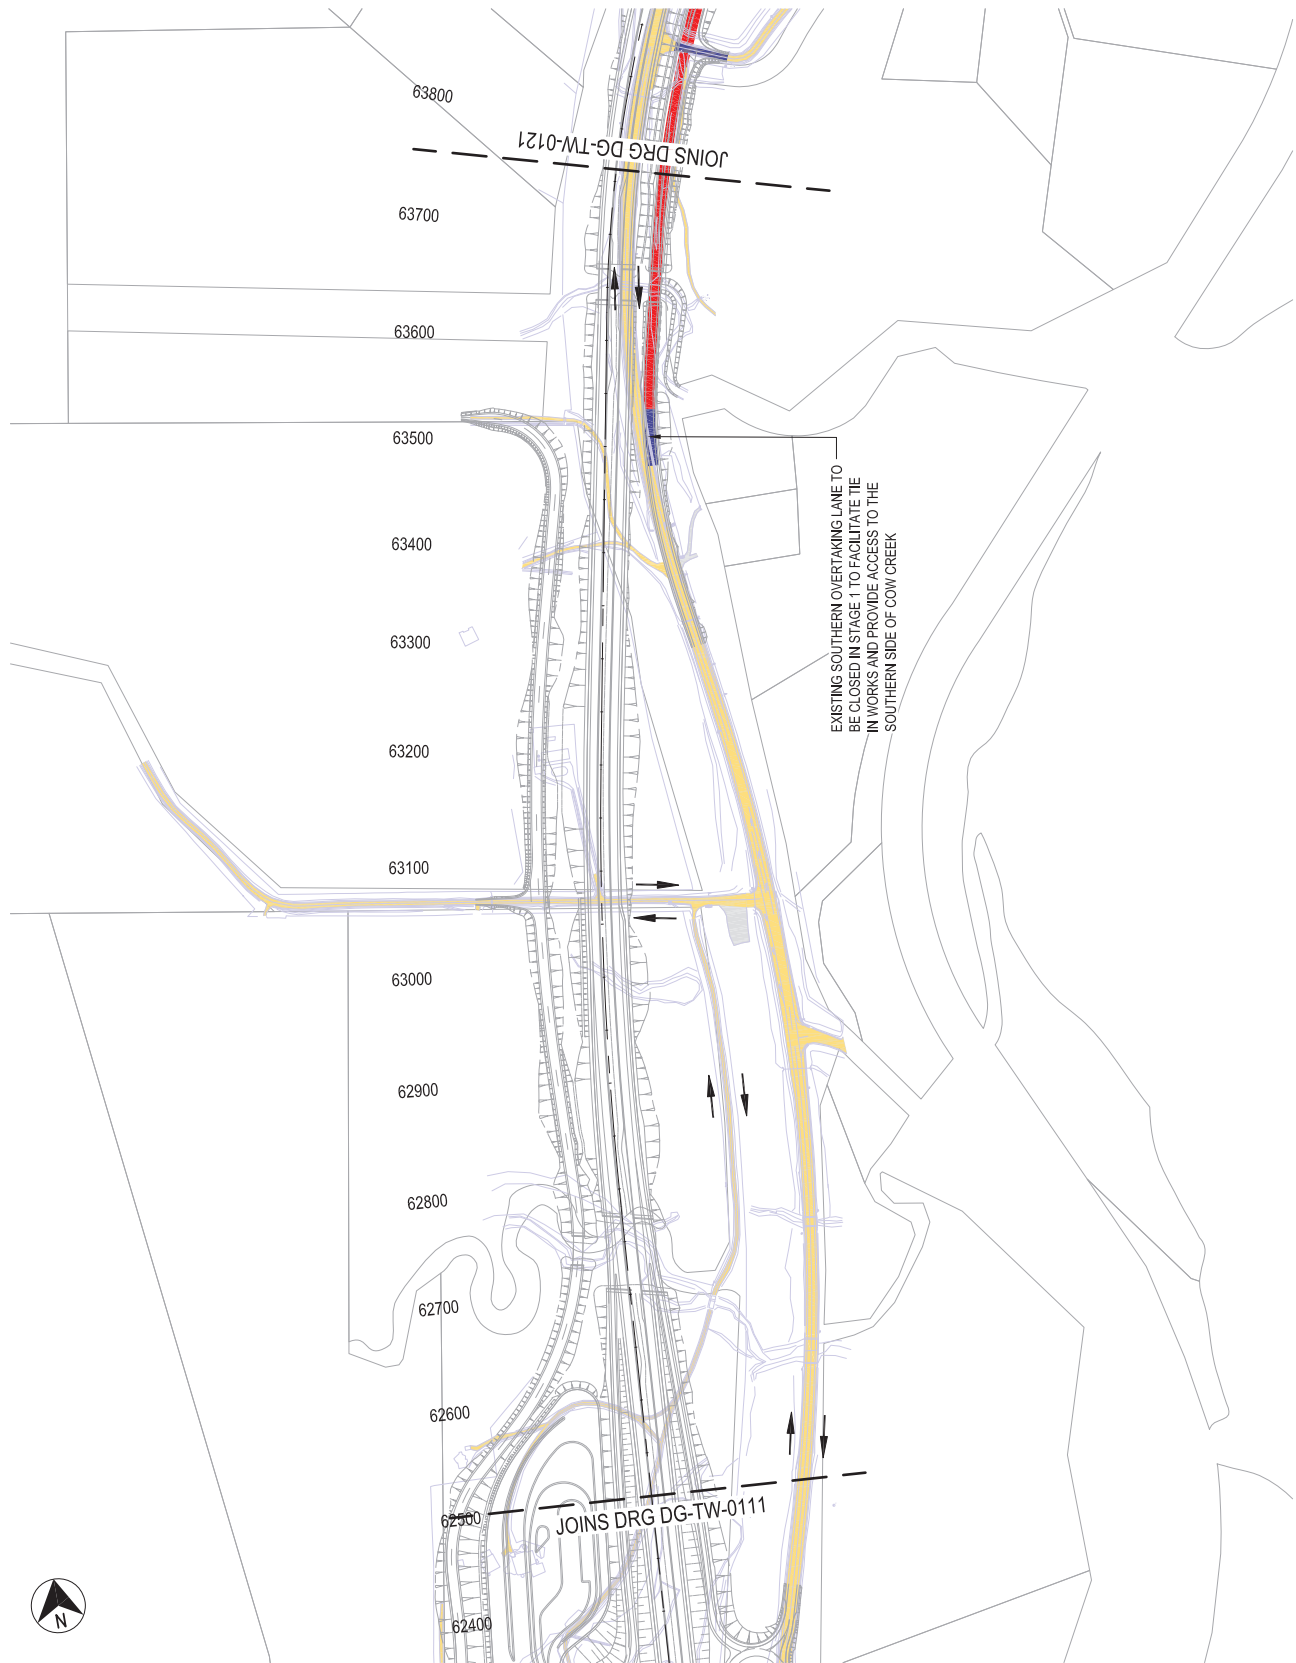 63800
JOINS DRG DG-TW-0121
63700
63600
63500
EXISTING SOUTHERN OVERTAKING LANE TO
BE CLOSED IN STAGE 1 TO FACILITATE TIE
IN WORKS AND PROVIDE ACCESS TO THE
SOUTHERN SIDE OF COW CREEK
63400
63300
63200
63100
63000
62900
62800
62700
62600
62500
JOINS DRG DG-TW-0111
62400
N